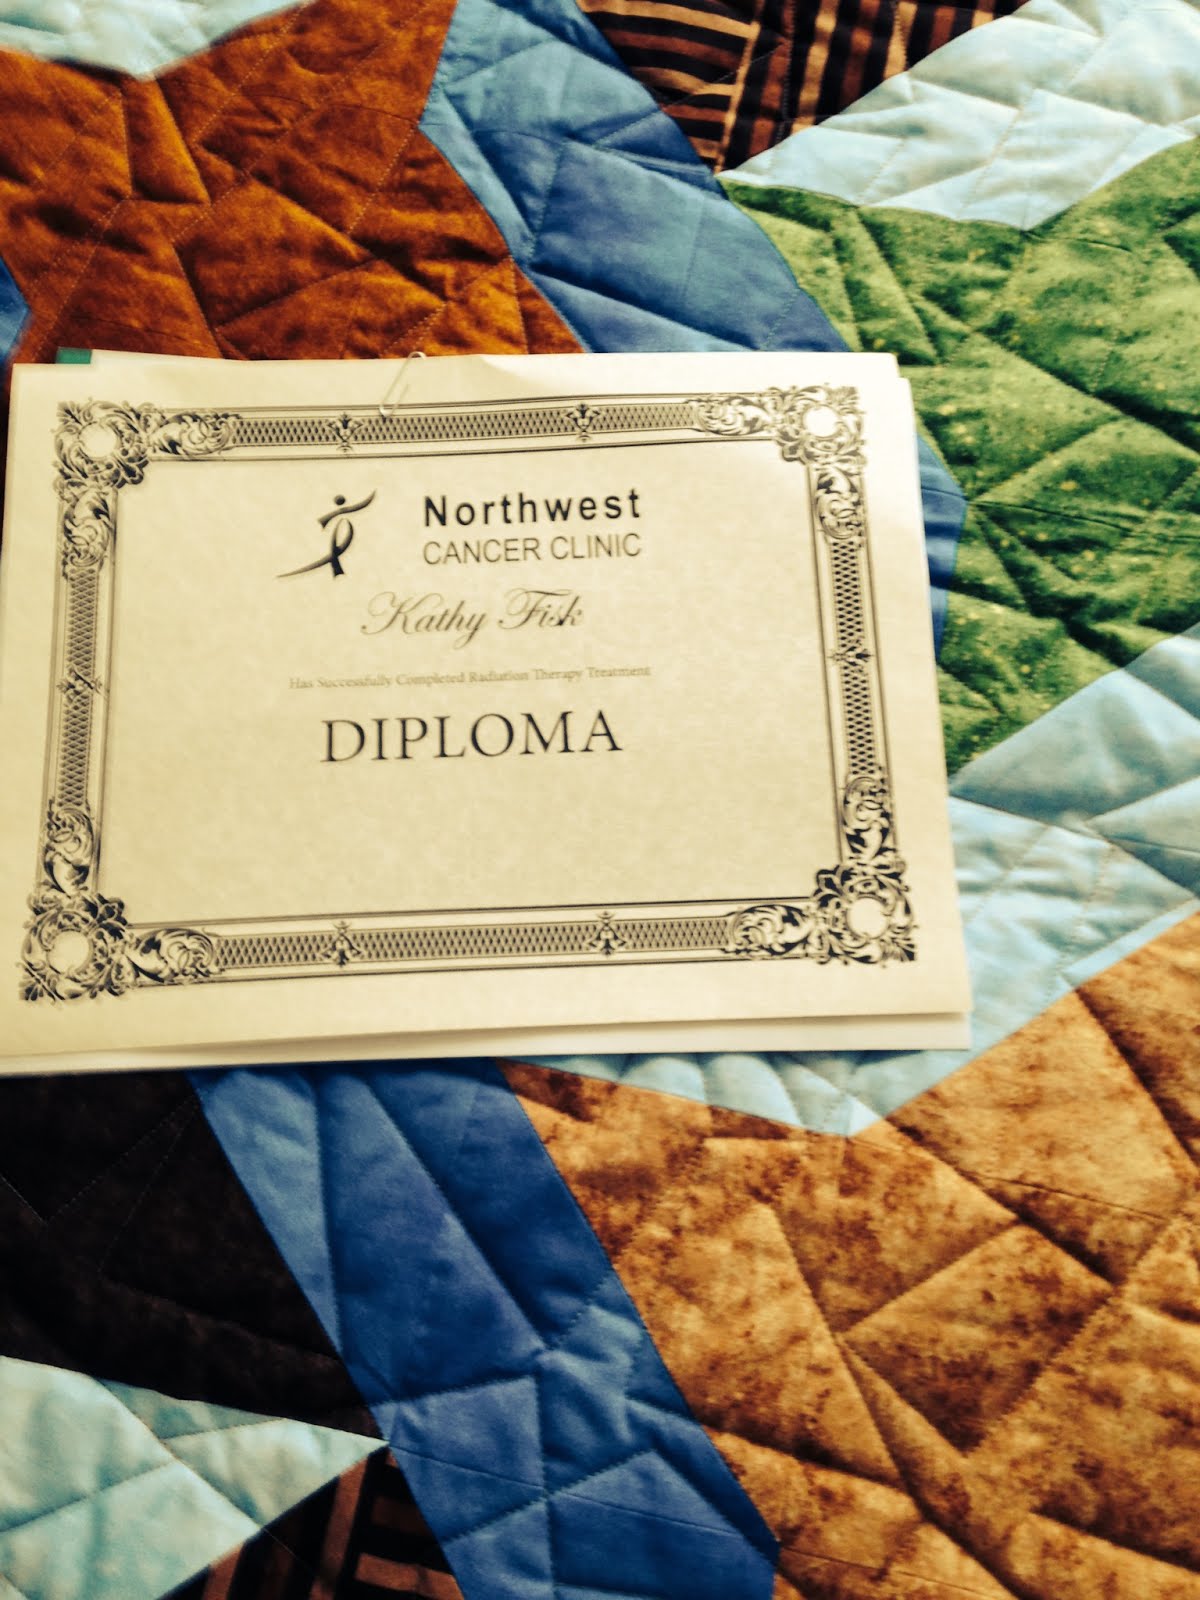 Northwest
CANCER CLINIC
Kathy Fisk
Has Successfully Completed Radiation Therapy Treatment
DIPLOMA